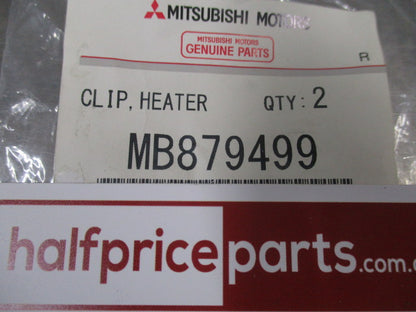 MITSUBISHI MOTORS
MITSUBISHI MOTORS
GENUINE PARTS
R
CLIP, HEATER QTY: 2
MB879499
halfpriceparts.com.